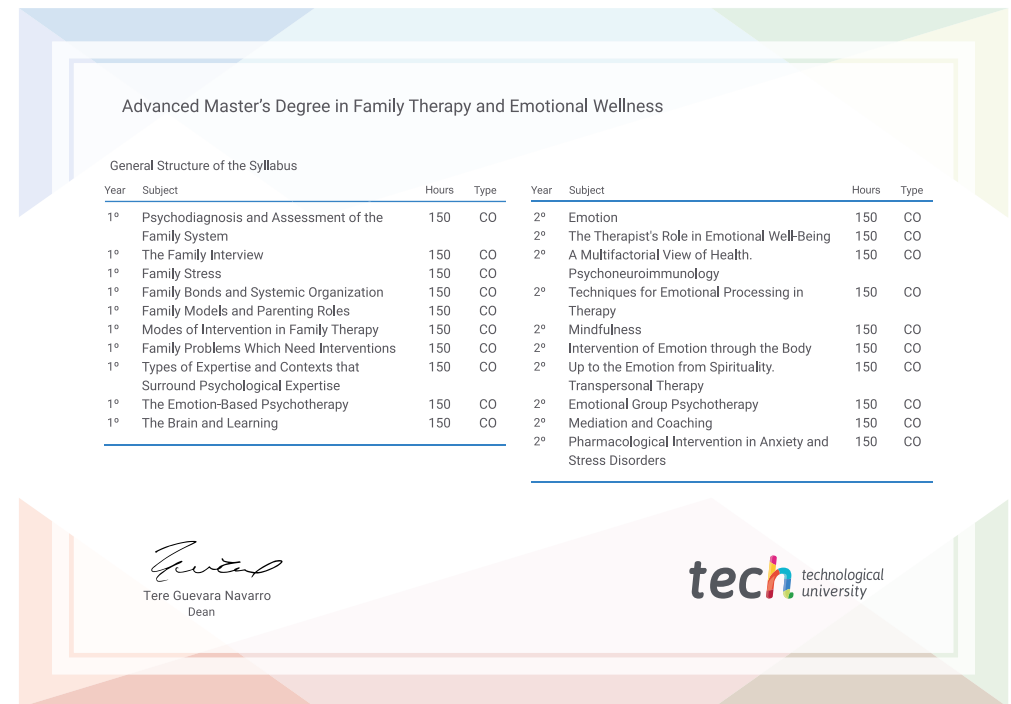 Advanced Master's Degree in Family Therapy and Emotional Wellness
General Structure of the Syllabus
Year Subject Hours Type
1º Psychodiagnosis and Assessment of the 150 CO
Family System
1º The Family Interview 150 CO
1º Family Stress 150 CO
1º Family Bonds and Systemic Organization 150 CO
1º Family Models and Parenting Roles 150 CO
1º Modes of Intervention in Family Therapy 150 CO
1º Family Problems Which Need Interventions 150 CO
1º Types of Expertise and Contexts that 150 CO
Surround Psychological Expertise
1º The Emotion-Based Psychotherapy 150 CO
1º The Brain and Learning 150 CO
Year Subject Hours Type
2º Emotion 150 CO
2º The Therapist's Role in Emotional Well-Being 150 CO
2º A Multifactorial View of Health. 150 CO
Psychoneuroimmunology
2º Techniques for Emotional Processing in 150 CO
Therapy
2º Mindfulness 150 CO
2º Intervention of Emotion through the Body 150 CO
2º Up to the Emotion from Spirituality. 150 CO
Transpersonal Therapy
2º Emotional Group Psychotherapy 150 CO
2º Mediation and Coaching 150 CO
2º Pharmacological Intervention in Anxiety and 150 CO
Stress Disorders
Tere Guevara Navarro
Dean
tech technological
university